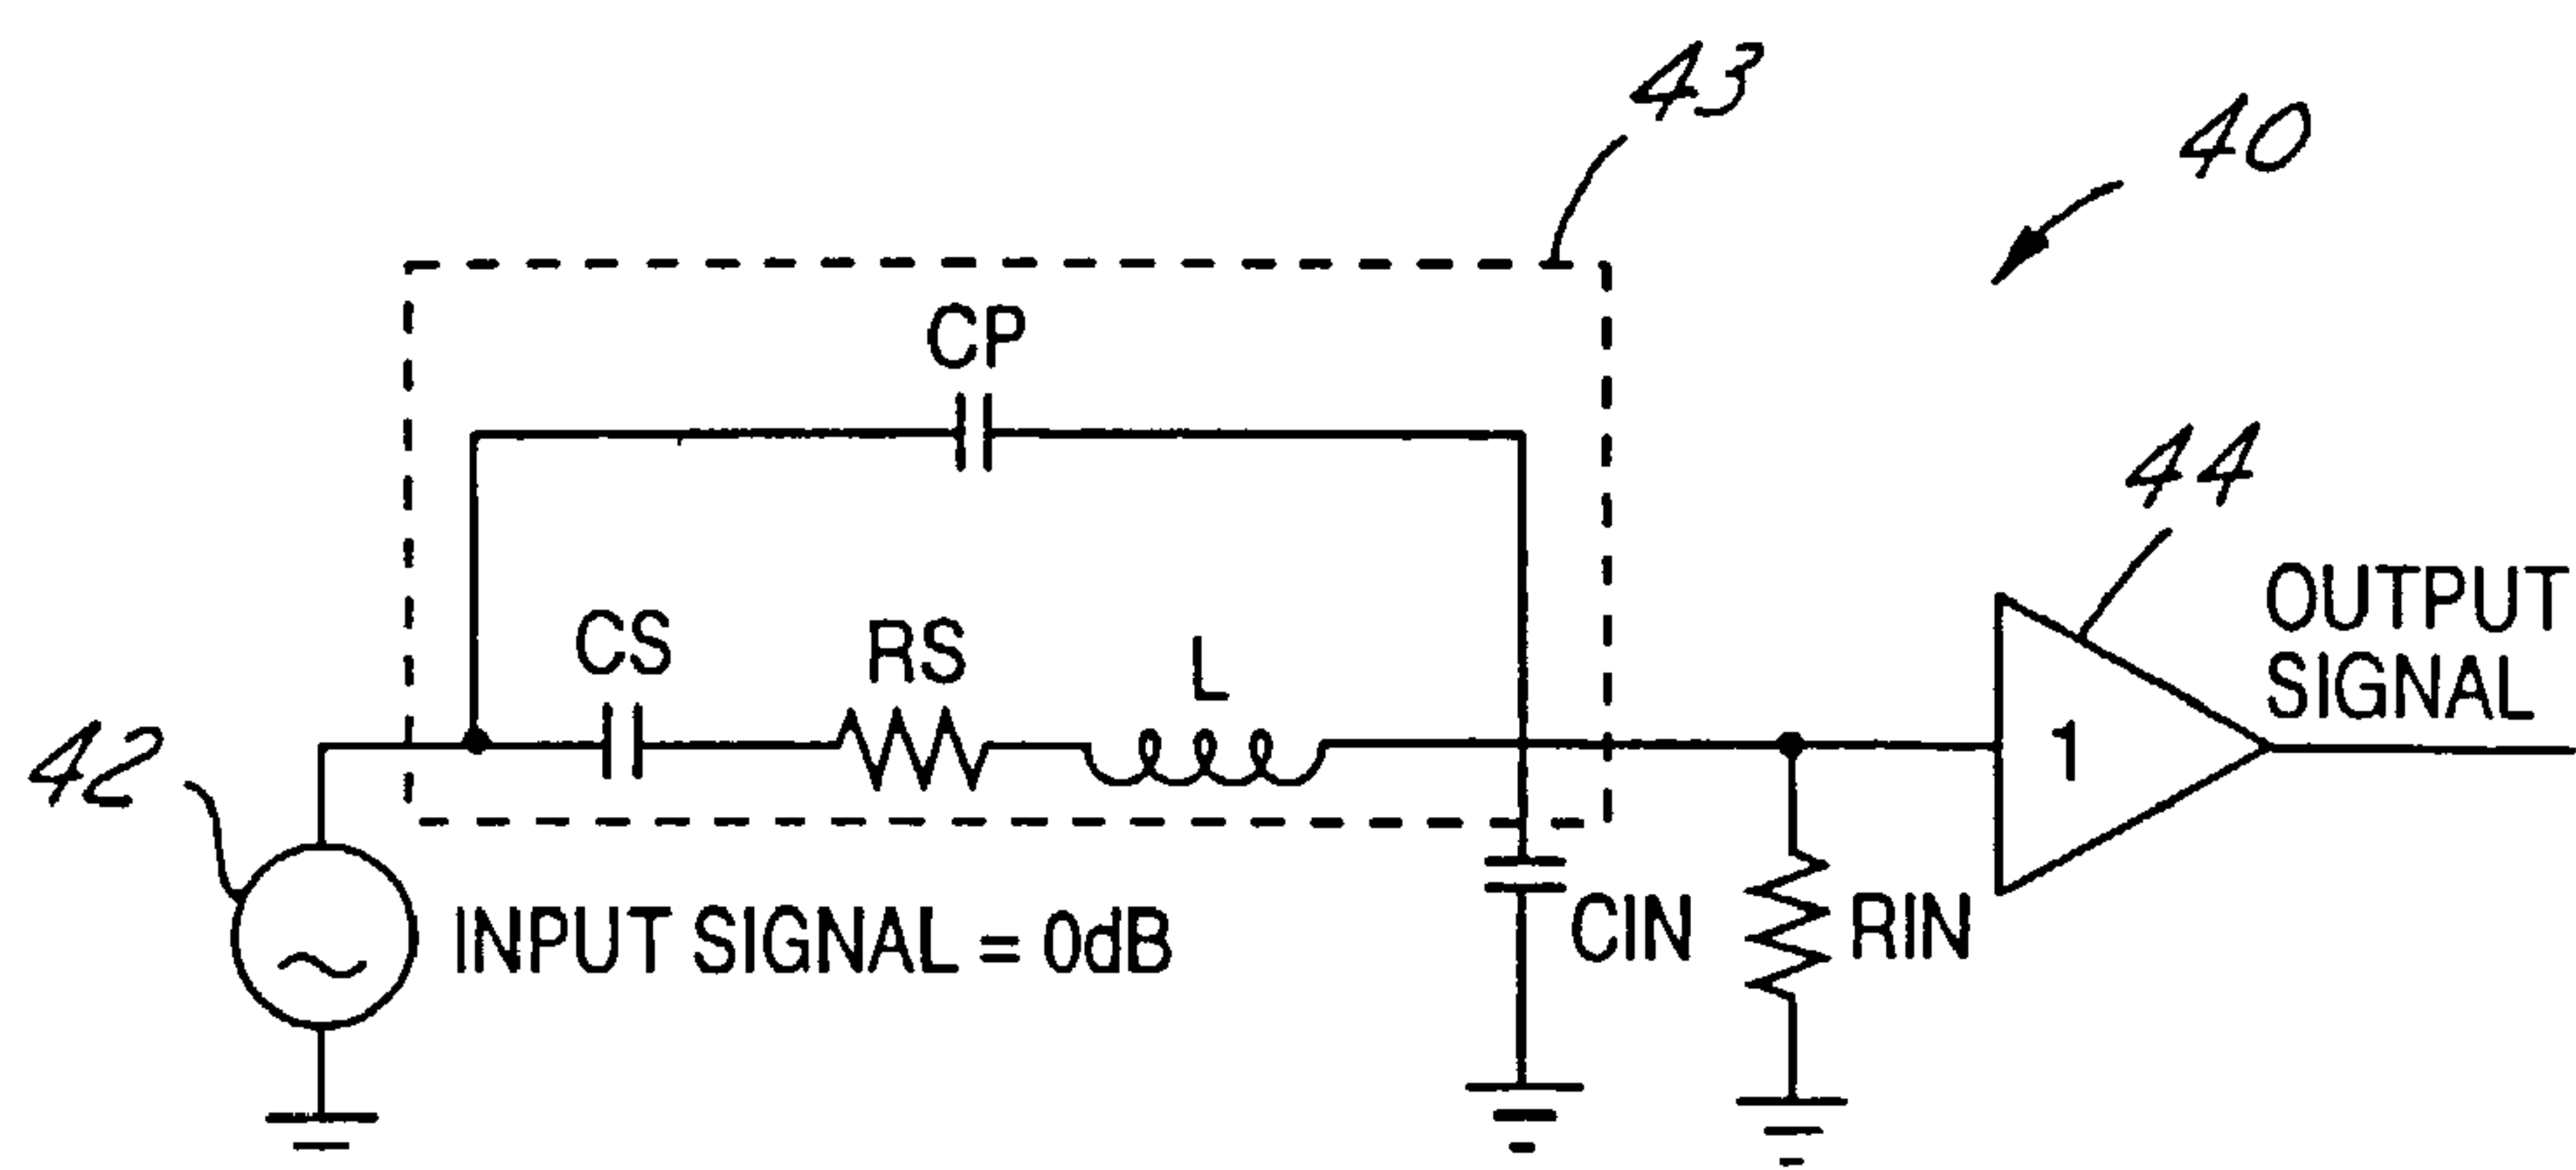 43
40
CP
44
CS
RS
L
OUTPUT
SIGNAL
42
1
INPUT SIGNAL = 0dB
CIN
RIN